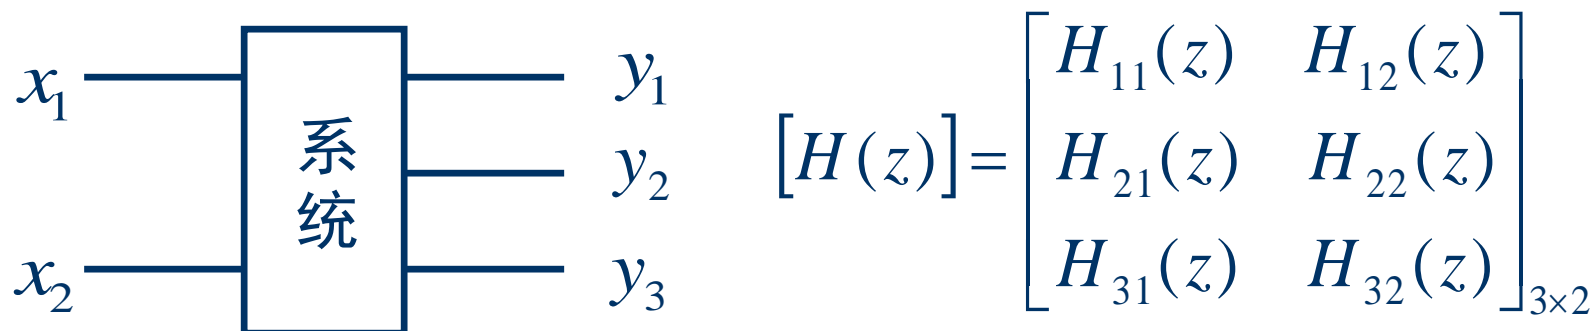 x₁
x₂
系
统
y₁
y₂
y₃
[H(z)] = [ H₁₁(z) H₁₂(z)
H₂₁(z) H₂₂(z)
H₃₁(z) H₃₂(z) ]₃×₂